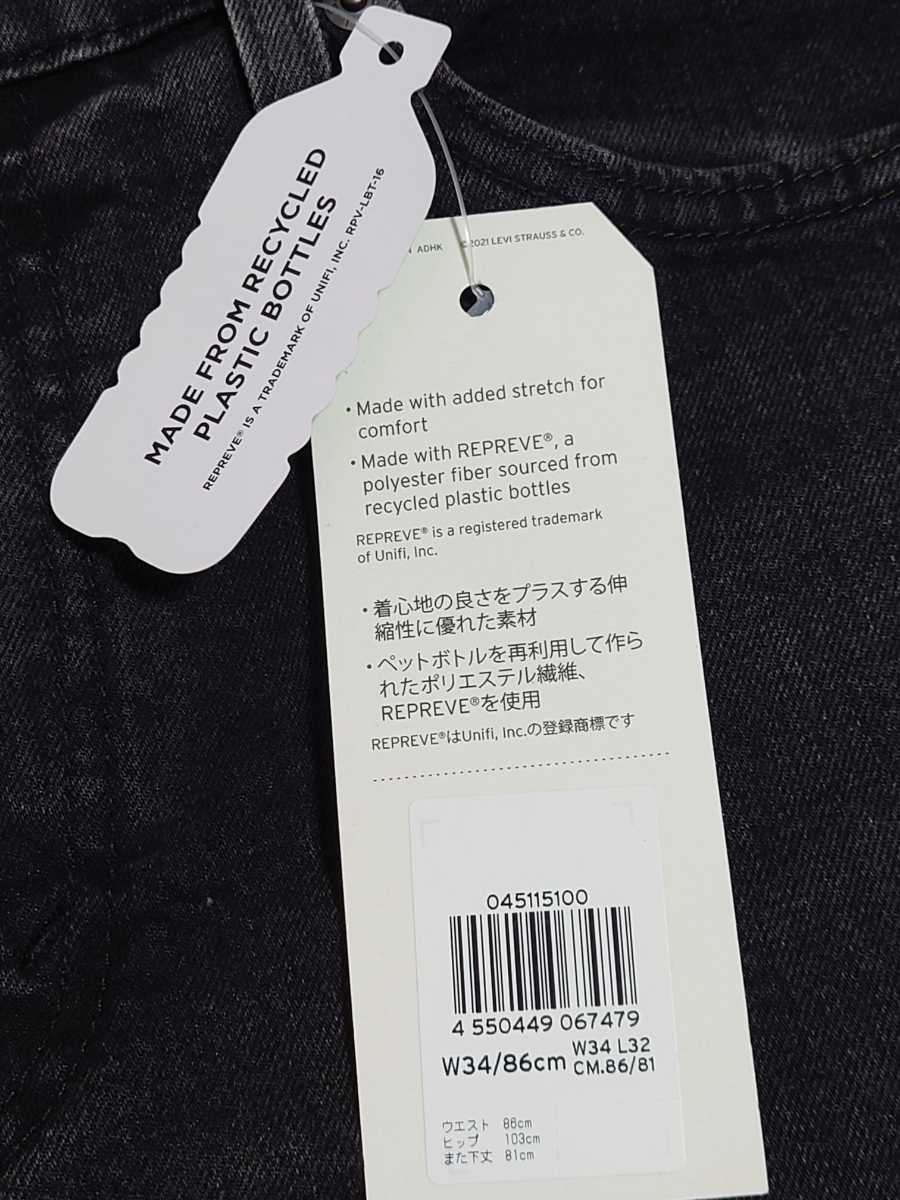 MADE FROM RECYCLED
PLASTIC BOTTLES
REPREVE® IS A TRADEMARK OF UNIFI, INC. RPV-LBT-16
ADHK ©2021 LEVI STRAUSS & CO.
• Made with added stretch for
comfort
• Made with REPREVE®, a
polyester fiber sourced from
recycled plastic bottles
REPREVE® is a registered trademark
of Unifi, Inc.
• 着心地の良さをプラスする伸
縮性に優れた素材
• ペットボトルを再利用して作ら
れたポリエステル繊維、
REPREVE®を使用
REPREVE®はUnifi, Inc.の登録商標です
045115100
4 550449 067479
W34/86cm
W34 L32
CM.86/81
ウエスト 86cm
ヒップ 103cm
また下丈 81cm